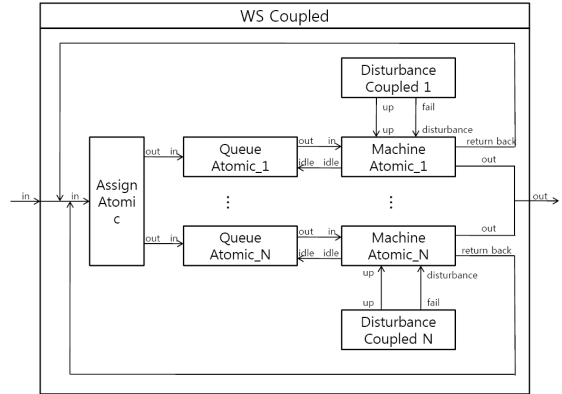 WS Coupled
Disturbance
Coupled 1
up
fail
up
disturbance
return back
out
in
Queue
Atomic_1
out
in
idle
idle
Machine
Atomic_1
out
in
in
Assign
Atomi
c
out
⋮
⋮
out
in
Queue
Atomic_N
out
in
idle
idle
Machine
Atomic_N
out
return back
up
disturbance
up
fail
Disturbance
Coupled N